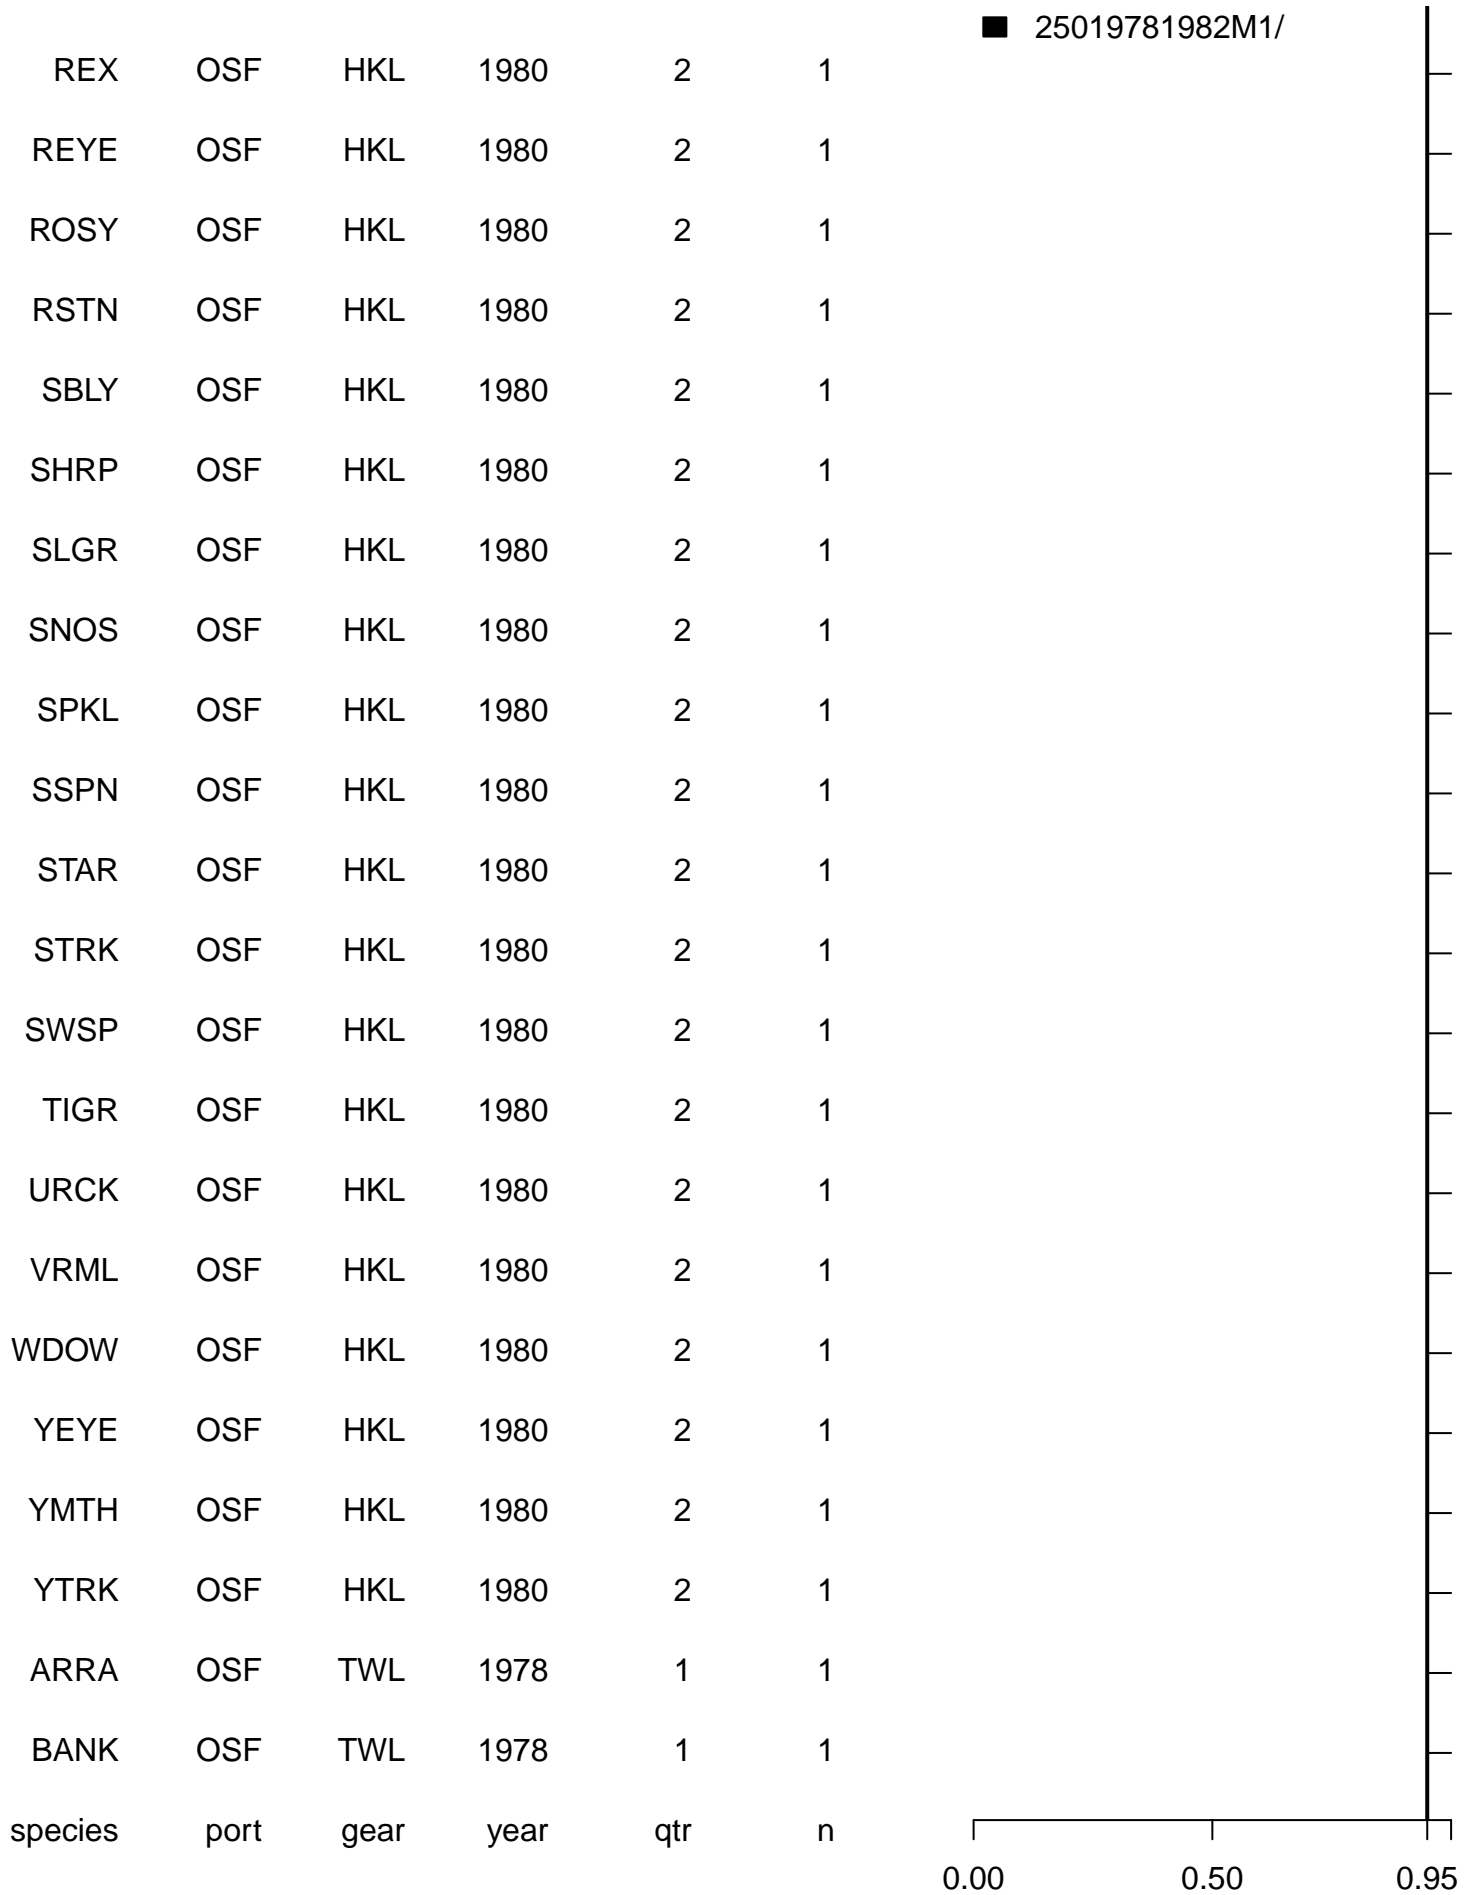 25019781982M1/
REX OSF HKL 1980 2 1
REYE OSF HKL 1980 2 1
ROSY OSF HKL 1980 2 1
RSTN OSF HKL 1980 2 1
SBLY OSF HKL 1980 2 1
SHRP OSF HKL 1980 2 1
SLGR OSF HKL 1980 2 1
SNOS OSF HKL 1980 2 1
SPKL OSF HKL 1980 2 1
SSPN OSF HKL 1980 2 1
STAR OSF HKL 1980 2 1
STRK OSF HKL 1980 2 1
SWSP OSF HKL 1980 2 1
TIGR OSF HKL 1980 2 1
URCK OSF HKL 1980 2 1
VRML OSF HKL 1980 2 1
WDOW OSF HKL 1980 2 1
YEYE OSF HKL 1980 2 1
YMTH OSF HKL 1980 2 1
YTRK OSF HKL 1980 2 1
ARRA OSF TWL 1978 1 1
BANK OSF TWL 1978 1 1
species port gear year qtr n
0.00 0.50 0.95